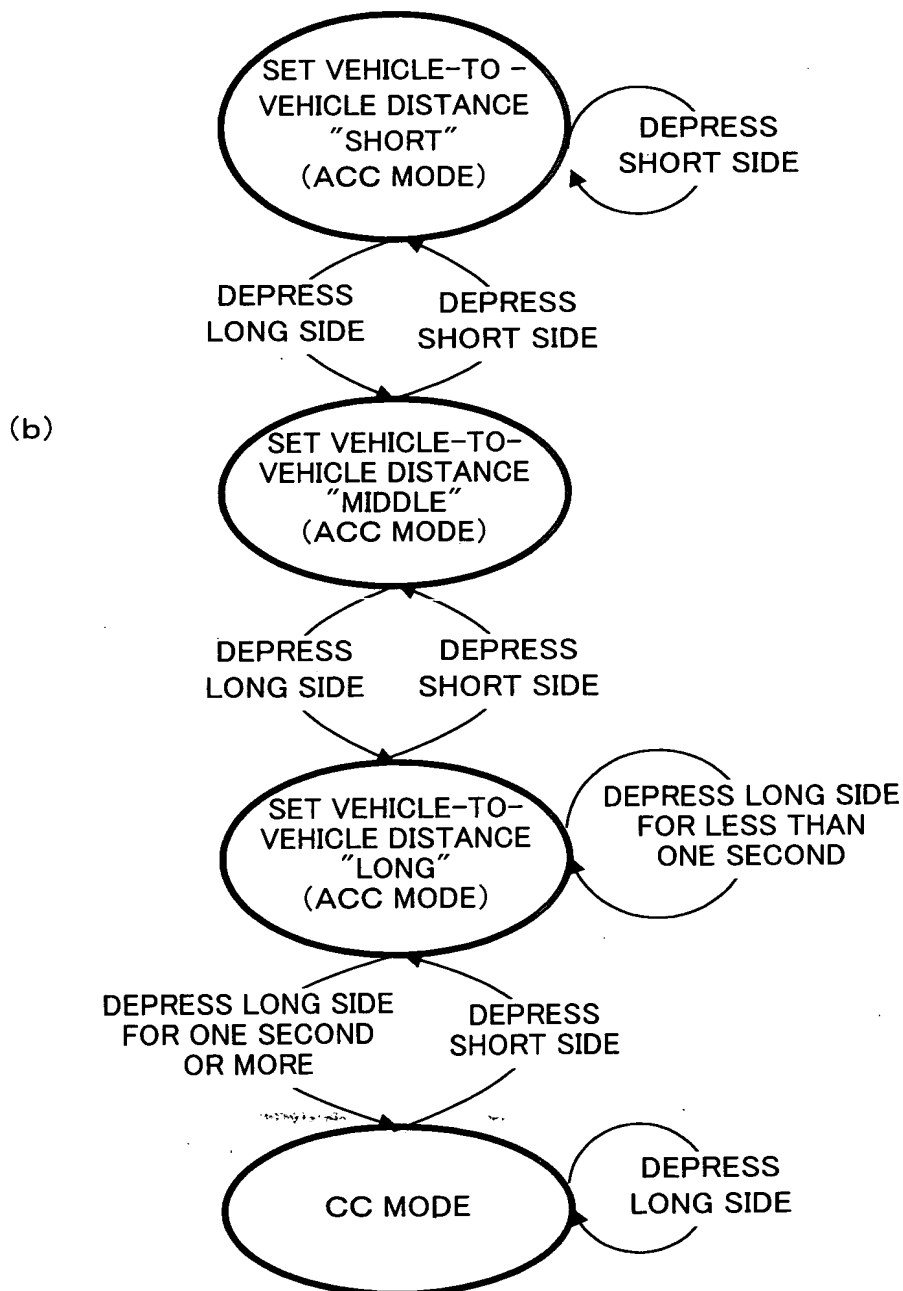 SET VEHICLE-TO-
VEHICLE DISTANCE
"SHORT"
(ACC MODE)
DEPRESS
SHORT SIDE
DEPRESS
LONG SIDE
DEPRESS
SHORT SIDE
(b)
SET VEHICLE-TO-
VEHICLE DISTANCE
"MIDDLE"
(ACC MODE)
DEPRESS
LONG SIDE
DEPRESS
SHORT SIDE
SET VEHICLE-TO-
VEHICLE DISTANCE
"LONG"
(ACC MODE)
DEPRESS LONG SIDE
FOR LESS THAN
ONE SECOND
DEPRESS LONG SIDE
FOR ONE SECOND
OR MORE
DEPRESS
SHORT SIDE
CC MODE
DEPRESS
LONG SIDE